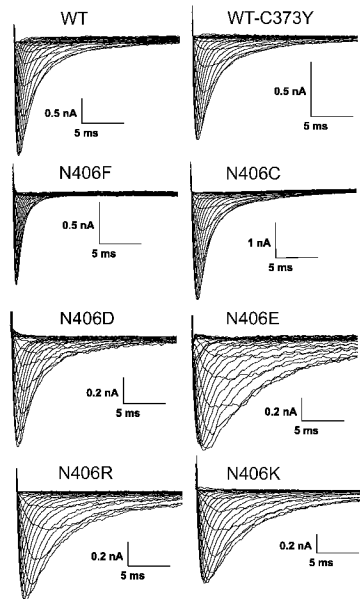 WT
WT-C373Y
0.5 nA
5 ms
0.5 nA
5 ms
N406F
N406C
0.5 nA
5 ms
1 nA
5 ms
N406D
N406E
0.2 nA
5 ms
0.2 nA
5 ms
N406R
N406K
0.2 nA
5 ms
0.2 nA
5 ms